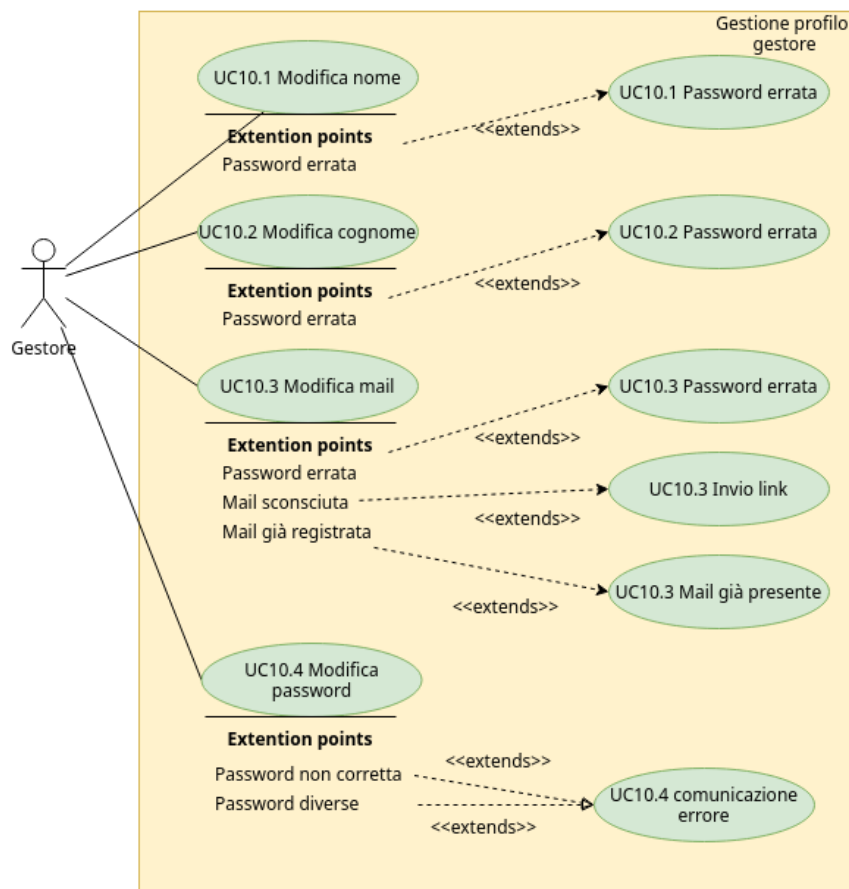 Gestione profilo
gestore
UC10.1 Modifica nome
UC10.1 Password errata
<<extends>>
Extention points
Password errata
UC10.2 Modifica cognome
UC10.2 Password errata
<<extends>>
Extention points
Password errata
Gestore
UC10.3 Modifica mail
UC10.3 Password errata
<<extends>>
Extention points
Password errata
Mail sconsciuta
Mail già registrata
UC10.3 Invio link
<<extends>>
UC10.3 Mail già presente
<<extends>>
UC10.4 Modifica
password
Extention points
<<extends>>
Password non corretta
Password diverse
UC10.4 comunicazione
errore
<<extends>>